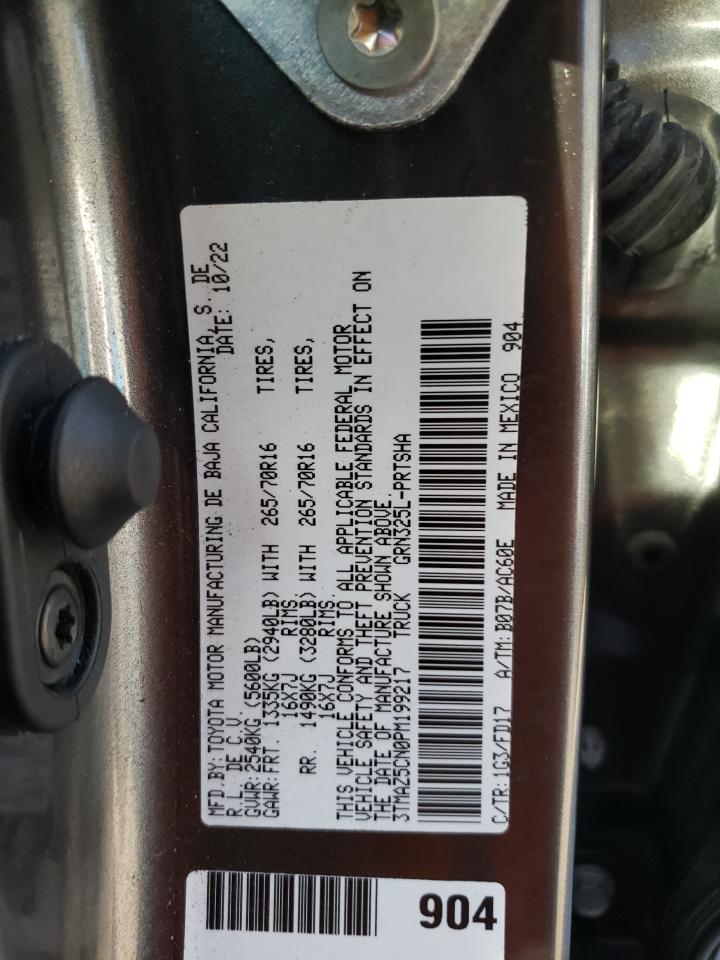 MFD.BY:TOYOTA MOTOR MANUFACTURING DE BAJA CALIFORNIA, S. DE
R.L. DE C.V. DATE: 10/22
GVWR:2540KG (5600LB)
GAWR:FRT. 1335KG (2940LB) WITH 265/70R16 TIRES,
16X7J RIMS
RR. 1490KG (3280LB) WITH 265/70R16 TIRES,
16X7J RIMS.
THIS VEHICLE CONFORMS TO ALL APPLICABLE FEDERAL MOTOR
VEHICLE SAFETY AND THEFT PREVENTION STANDARDS IN EFFECT ON
THE DATE OF MANUFACTURE SHOWN ABOVE.
3TMAZ5CN0PM199217 TRUCK GRN325L-PRTSHA
C/TR:1G3/FD17 A/TM:B07B/AC60E MADE IN MEXICO 904
904